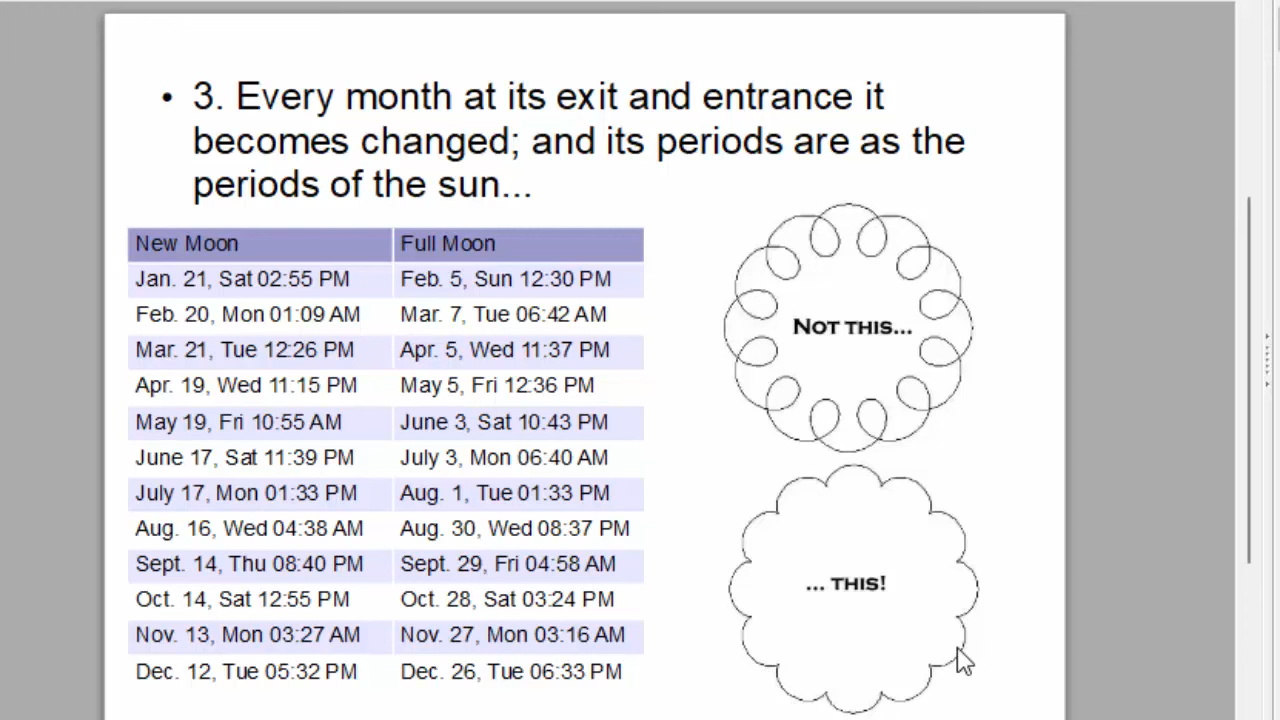 • 3. Every month at its exit and entrance it
becomes changed; and its periods are as the
periods of the sun...
New Moon Full Moon
Jan. 21, Sat 02:55 PM Feb. 5, Sun 12:30 PM
Feb. 20, Mon 01:09 AM Mar. 7, Tue 06:42 AM
Mar. 21, Tue 12:26 PM Apr. 5, Wed 11:37 PM
Apr. 19, Wed 11:15 PM May 5, Fri 12:36 PM
May 19, Fri 10:55 AM June 3, Sat 10:43 PM
June 17, Sat 11:39 PM July 3, Mon 06:40 AM
July 17, Mon 01:33 PM Aug. 1, Tue 01:33 PM
Aug. 16, Wed 04:38 AM Aug. 30, Wed 08:37 PM
Sept. 14, Thu 08:40 PM Sept. 29, Fri 04:58 AM
Oct. 14, Sat 12:55 PM Oct. 28, Sat 03:24 PM
Nov. 13, Mon 03:27 AM Nov. 27, Mon 03:16 AM
Dec. 12, Tue 05:32 PM Dec. 26, Tue 06:33 PM
NOT THIS...
... THIS!